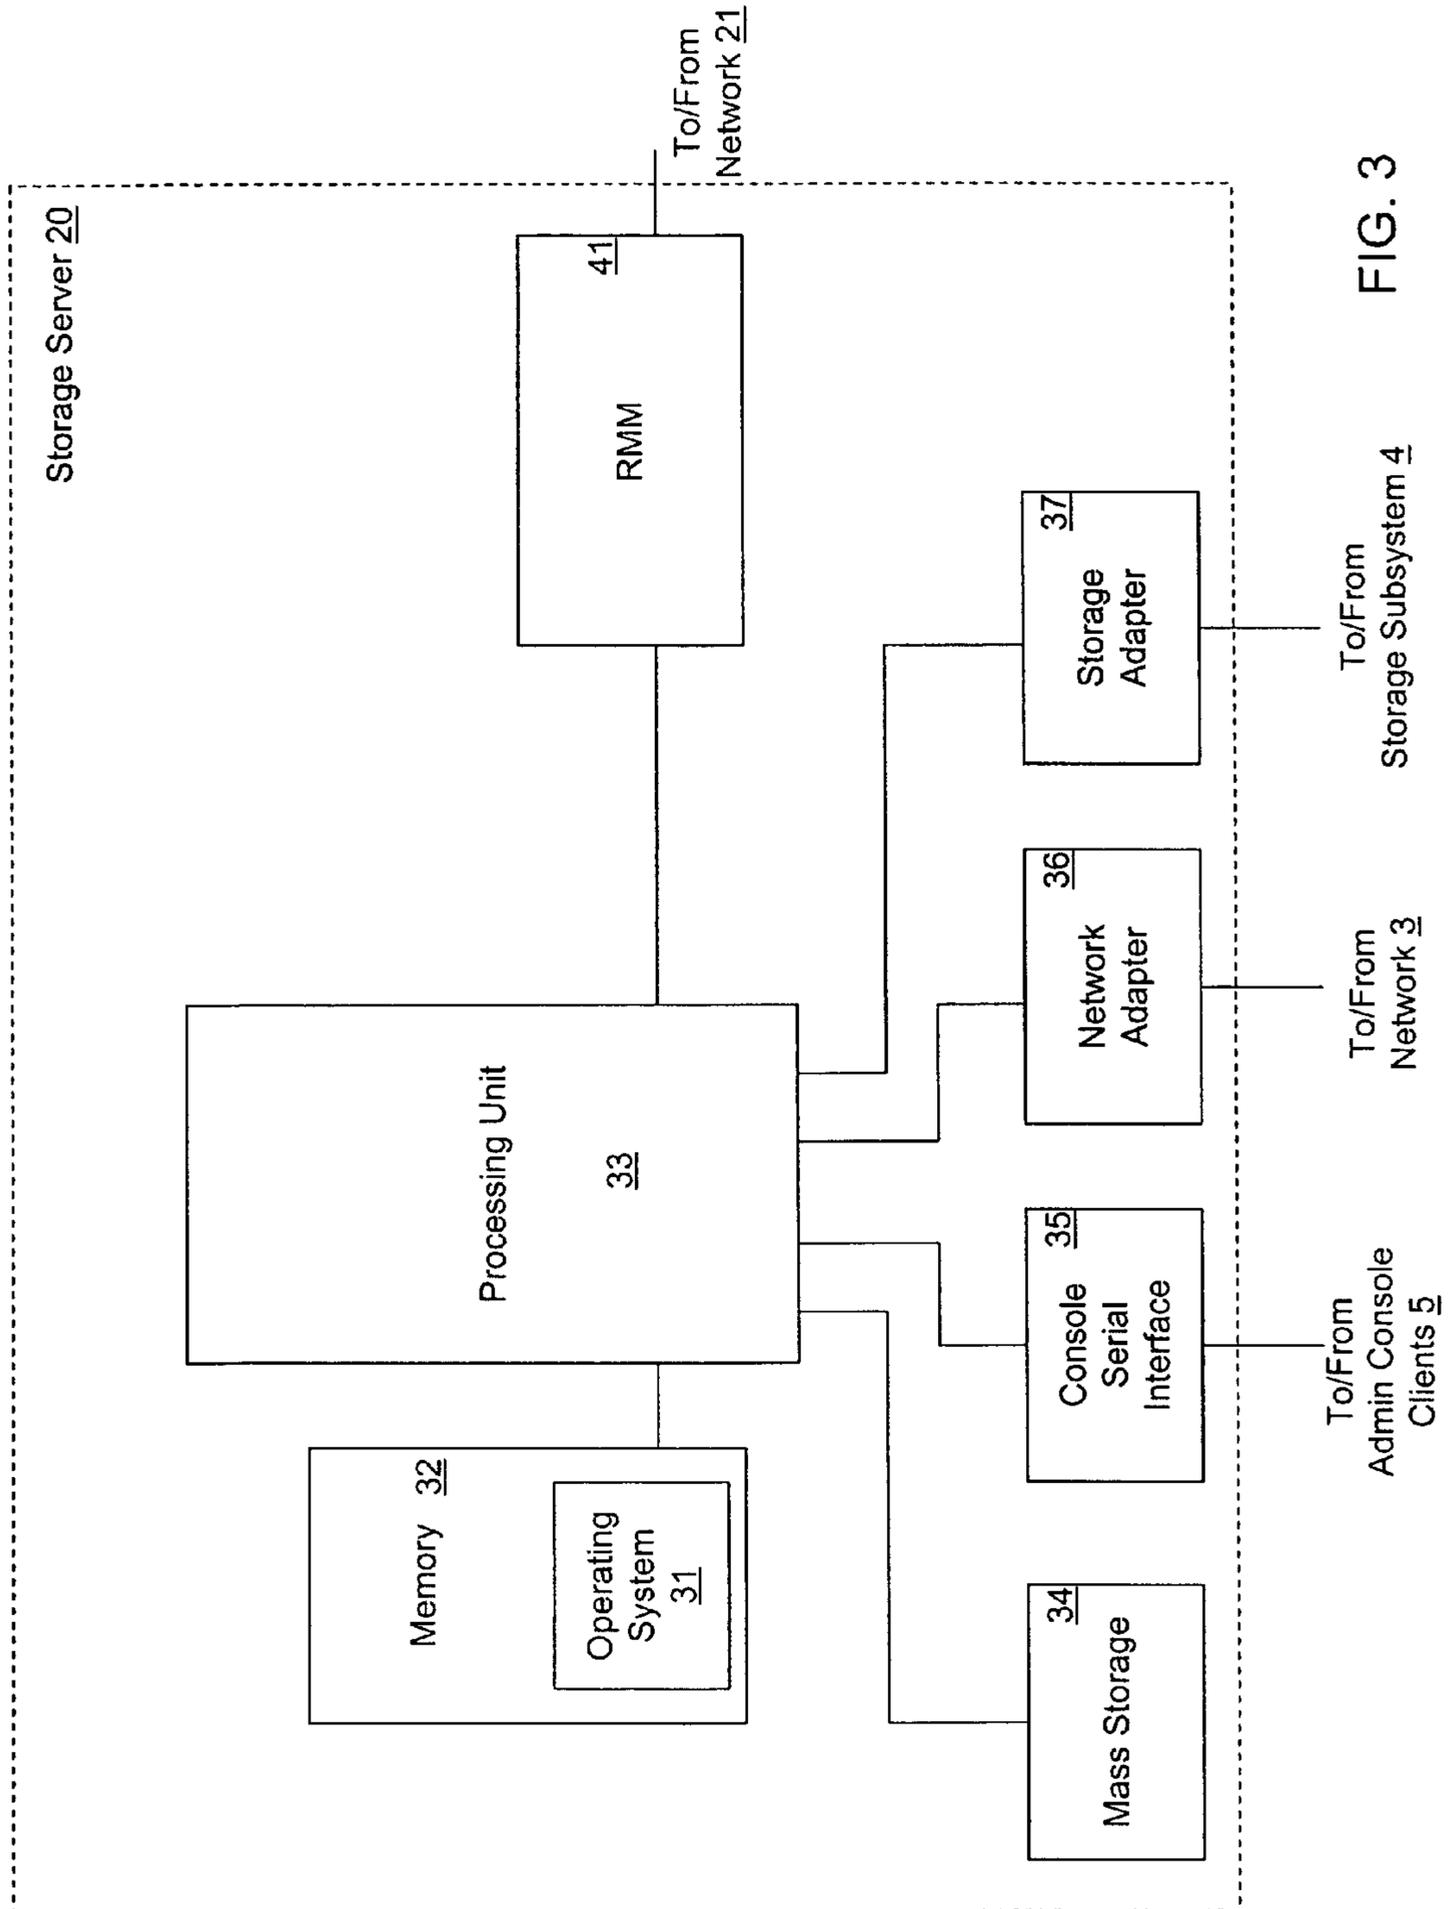 Storage Server 20
Memory 32
Operating
System
31
Processing Unit
33
RMM
41
To/From
Network 21
Mass Storage
34
Console
Serial
Interface
35
Network
Adapter
36
Storage
Adapter
37
To/From
Admin Console
Clients 5
To/From
Network 3
To/From
Storage Subsystem 4
FIG. 3